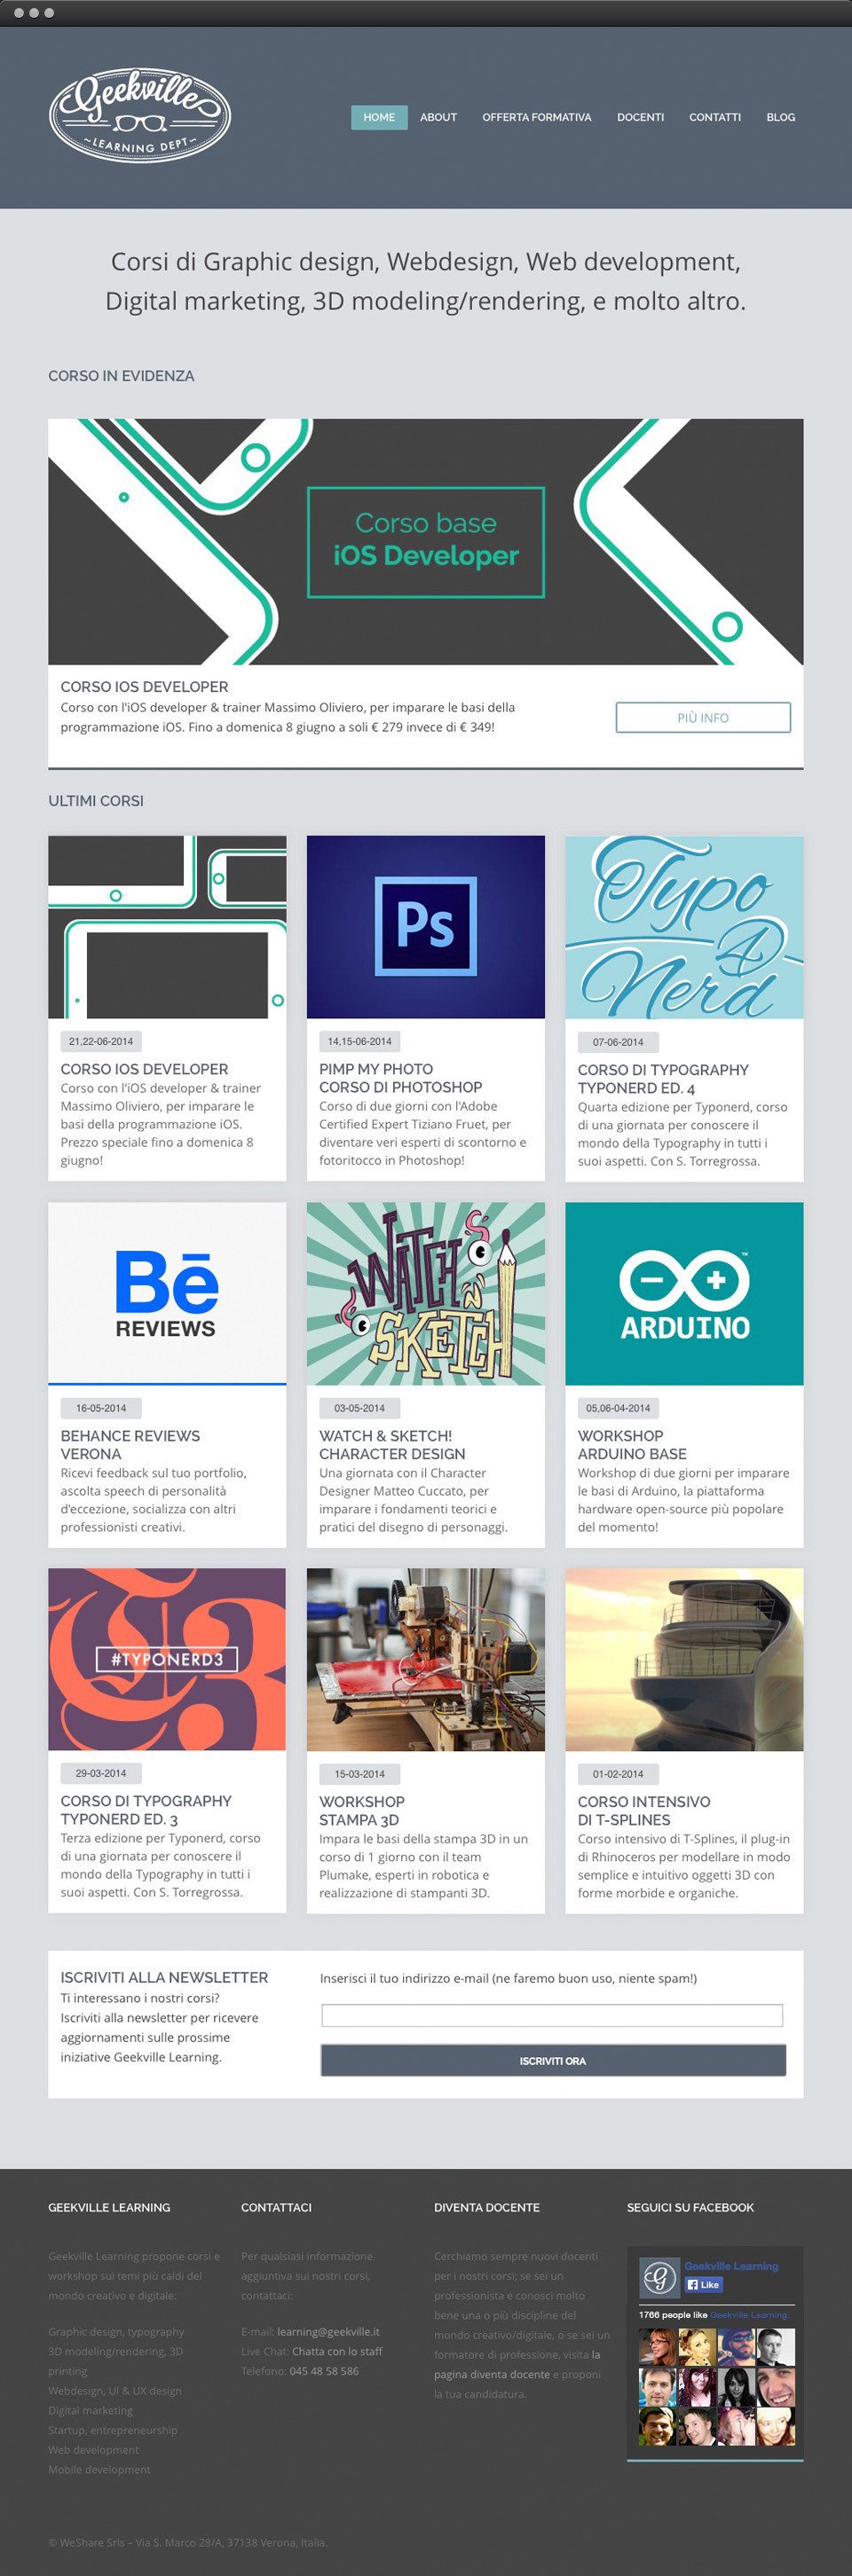 Geekville
LEARNING DEPT
HOME ABOUT OFFERTA FORMATIVA DOCENTI CONTATTI BLOG
Corsi di Graphic design, Webdesign, Web development,
Digital marketing, 3D modeling/rendering, e molto altro.
CORSO IN EVIDENZA
Corso base
iOS Developer
CORSO IOS DEVELOPER
Corso con l'iOS developer & trainer Massimo Oliviero, per imparare le basi della
programmazione iOS. Fino a domenica 8 giugno a soli € 279 invece di € 349!
PIÙ INFO
ULTIMI CORSI
21,22-06-2014
CORSO IOS DEVELOPER
Corso con l'iOS developer & trainer
Massimo Oliviero, per imparare le
basi della programmazione iOS.
Prezzo speciale fino a domenica 8
giugno!
Ps
14,15-06-2014
PIMP MY PHOTO
CORSO DI PHOTOSHOP
Corso di due giorni con l'Adobe
Certified Expert Tiziano Fruet, per
diventare veri esperti di scontorno e
fotoritocco in Photoshop!
Typo
4
Nerd
07-06-2014
CORSO DI TYPOGRAPHY
TYPONERD ED. 4
Quarta edizione per Typonerd, corso
di una giornata per conoscere il
mondo della Typography in tutti i
suoi aspetti. Con S. Torregrossa.
Bē
REVIEWS
16-05-2014
BEHANCE REVIEWS
VERONA
Ricevi feedback sul tuo portfolio,
ascolta speech di personalità
d'eccezione, socializza con altri
professionisti creativi.
WATCH
N
SKETCH
03-05-2014
WATCH & SKETCH!
CHARACTER DESIGN
Una giornata con il Character
Designer Matteo Cuccato, per
imparare i fondamenti teorici e
pratici del disegno di personaggi.
ARDUINO
05,06-04-2014
WORKSHOP
ARDUINO BASE
Workshop di due giorni per imparare
le basi di Arduino, la piattaforma
hardware open-source più popolare
del momento!
#TYPONERD3
29-03-2014
CORSO DI TYPOGRAPHY
TYPONERD ED. 3
Terza edizione per Typonerd, corso
di una giornata per conoscere il
mondo della Typography in tutti i
suoi aspetti. Con S. Torregrossa.
15-03-2014
WORKSHOP
STAMPA 3D
Impara le basi della stampa 3D in un
corso di 1 giorno con il team
Plumake, esperti in robotica e
realizzazione di stampanti 3D.
01-02-2014
CORSO INTENSIVO
DI T-SPLINES
Corso intensivo di T-Splines, il plug-in
di Rhinoceros per modellare in modo
semplice e intuitivo oggetti 3D con
forme morbide e organiche.
ISCRIVITI ALLA NEWSLETTER
Ti interessano i nostri corsi?
Iscriviti alla newsletter per ricevere
aggiornamenti sulle prossime
iniziative Geekville Learning.
Inserisci il tuo indirizzo e-mail (ne faremo buon uso, niente spam!)
ISCRIVITI ORA
GEEKVILLE LEARNING
Geekville Learning propone corsi e
workshop sui temi più caldi del
mondo creativo e digitale:
Graphic design, typography
3D modeling/rendering, 3D
printing
Webdesign, UI & UX design
Digital marketing
Startup, entrepreneurship
Web development
Mobile development
CONTATTACI
Per qualsiasi informazione
aggiuntiva sui nostri corsi,
contattaci:
E-mail: learning@geekville.it
Live Chat: Chatta con lo staff
Telefono: 045 48 58 586
DIVENTA DOCENTE
Cerchiamo sempre nuovi docenti
per i nostri corsi; se sei un
professionista e conosci molto
bene una o più discipline del
mondo creativo/digitale, o se sei un
formatore di professione, visita la
pagina diventa docente e proponi
la tua candidatura.
SEGUICI SU FACEBOOK
Geekville Learning
Like
1766 people like Geekville Learning.
© WeShare Srls – Via S. Marco 28/A, 37138 Verona, Italia.